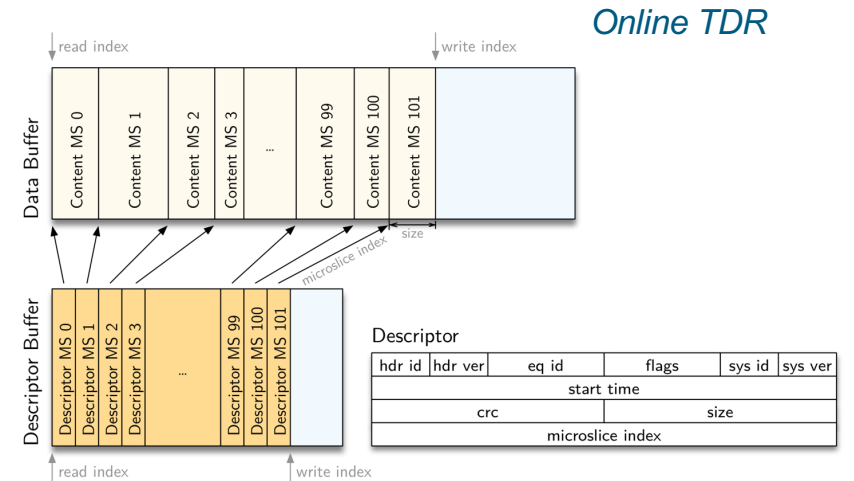 Online TDR
read index
write index
Data Buffer
Content MS 0
Content MS 1
Content MS 2
Content MS 3
...
Content MS 99
Content MS 100
Content MS 101
size
microslice index
Descriptor Buffer
Descriptor MS 0
Descriptor MS 1
Descriptor MS 2
Descriptor MS 3
...
Descriptor MS 99
Descriptor MS 100
Descriptor MS 101
read index
write index
Descriptor
hdr id hdr ver eq id flags sys id sys ver
start time
crc size
microslice index